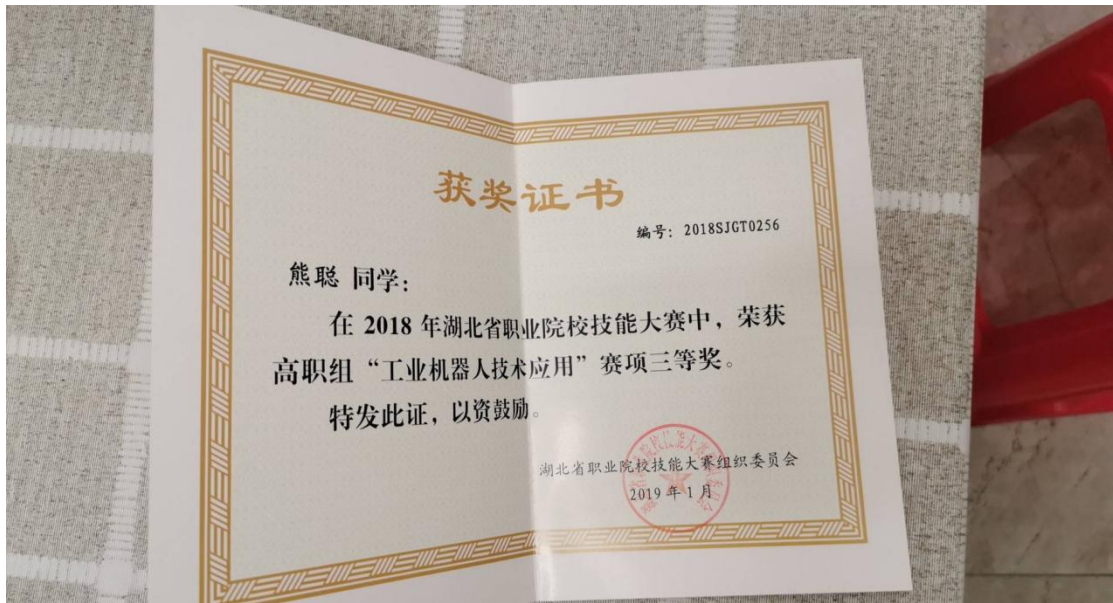 获奖证书
编号：2018SJGT0256
熊聪 同学：
在 2018 年湖北省职业院校技能大赛中，荣获
高职组“工业机器人技术应用”赛项三等奖。
特发此证，以资鼓励。
湖北省职业院校技能大赛组织委员会
2019 年 1 月